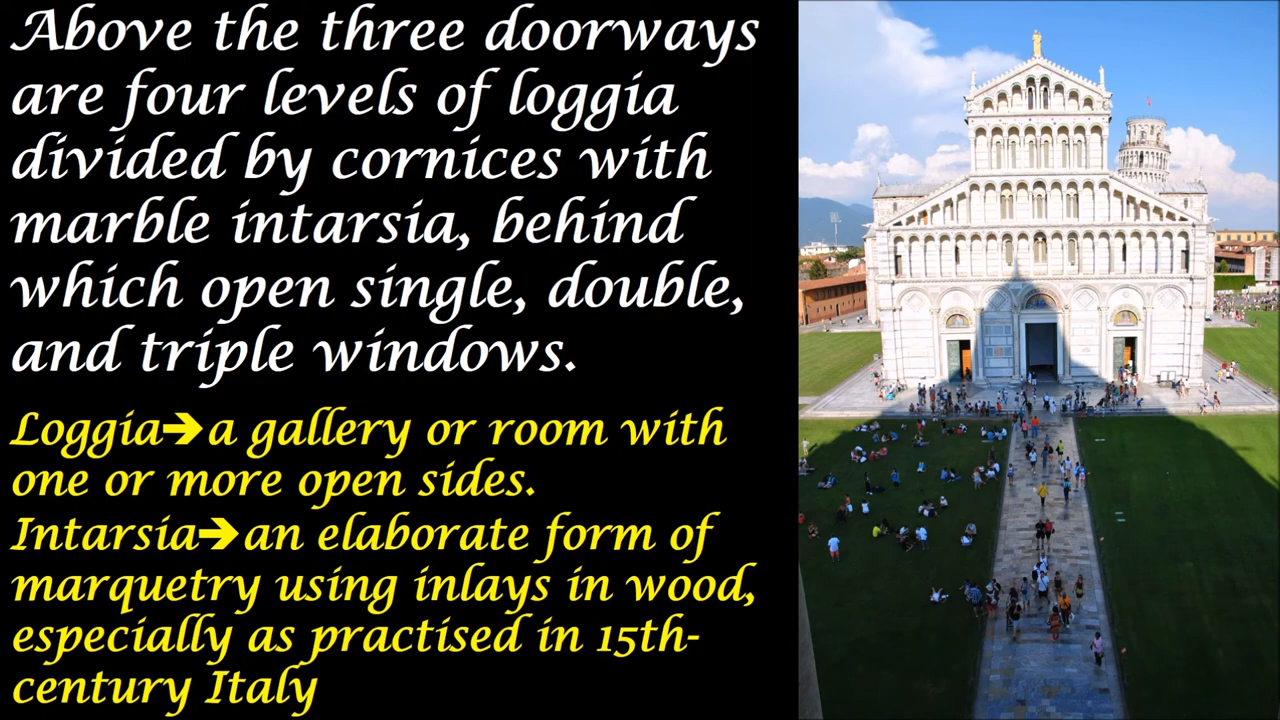 Above the three doorways
are four levels of loggia
divided by cornices with
marble intarsia, behind
which open single, double,
and triple windows.
Loggia→a gallery or room with
one or more open sides.
Intarsia→an elaborate form of
marquetry using inlays in wood,
especially as practised in 15th-
century Italy